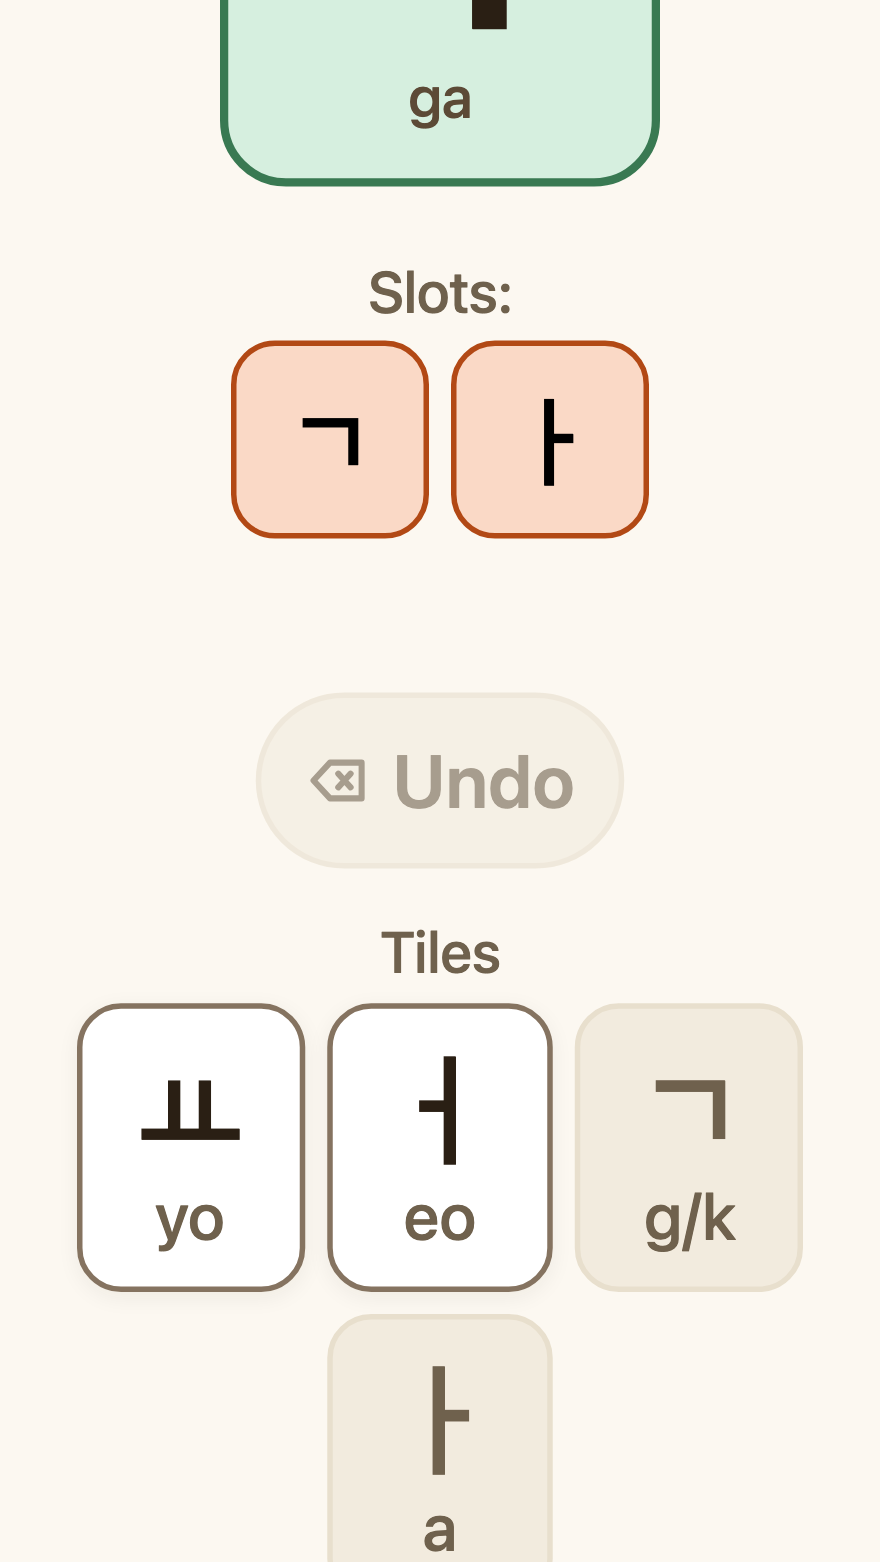 ga
Slots:
ㄱ ㅏ
Undo
Tiles
ㅛ ㅓ ㄱ
yo eo g/k
ㅏ
a